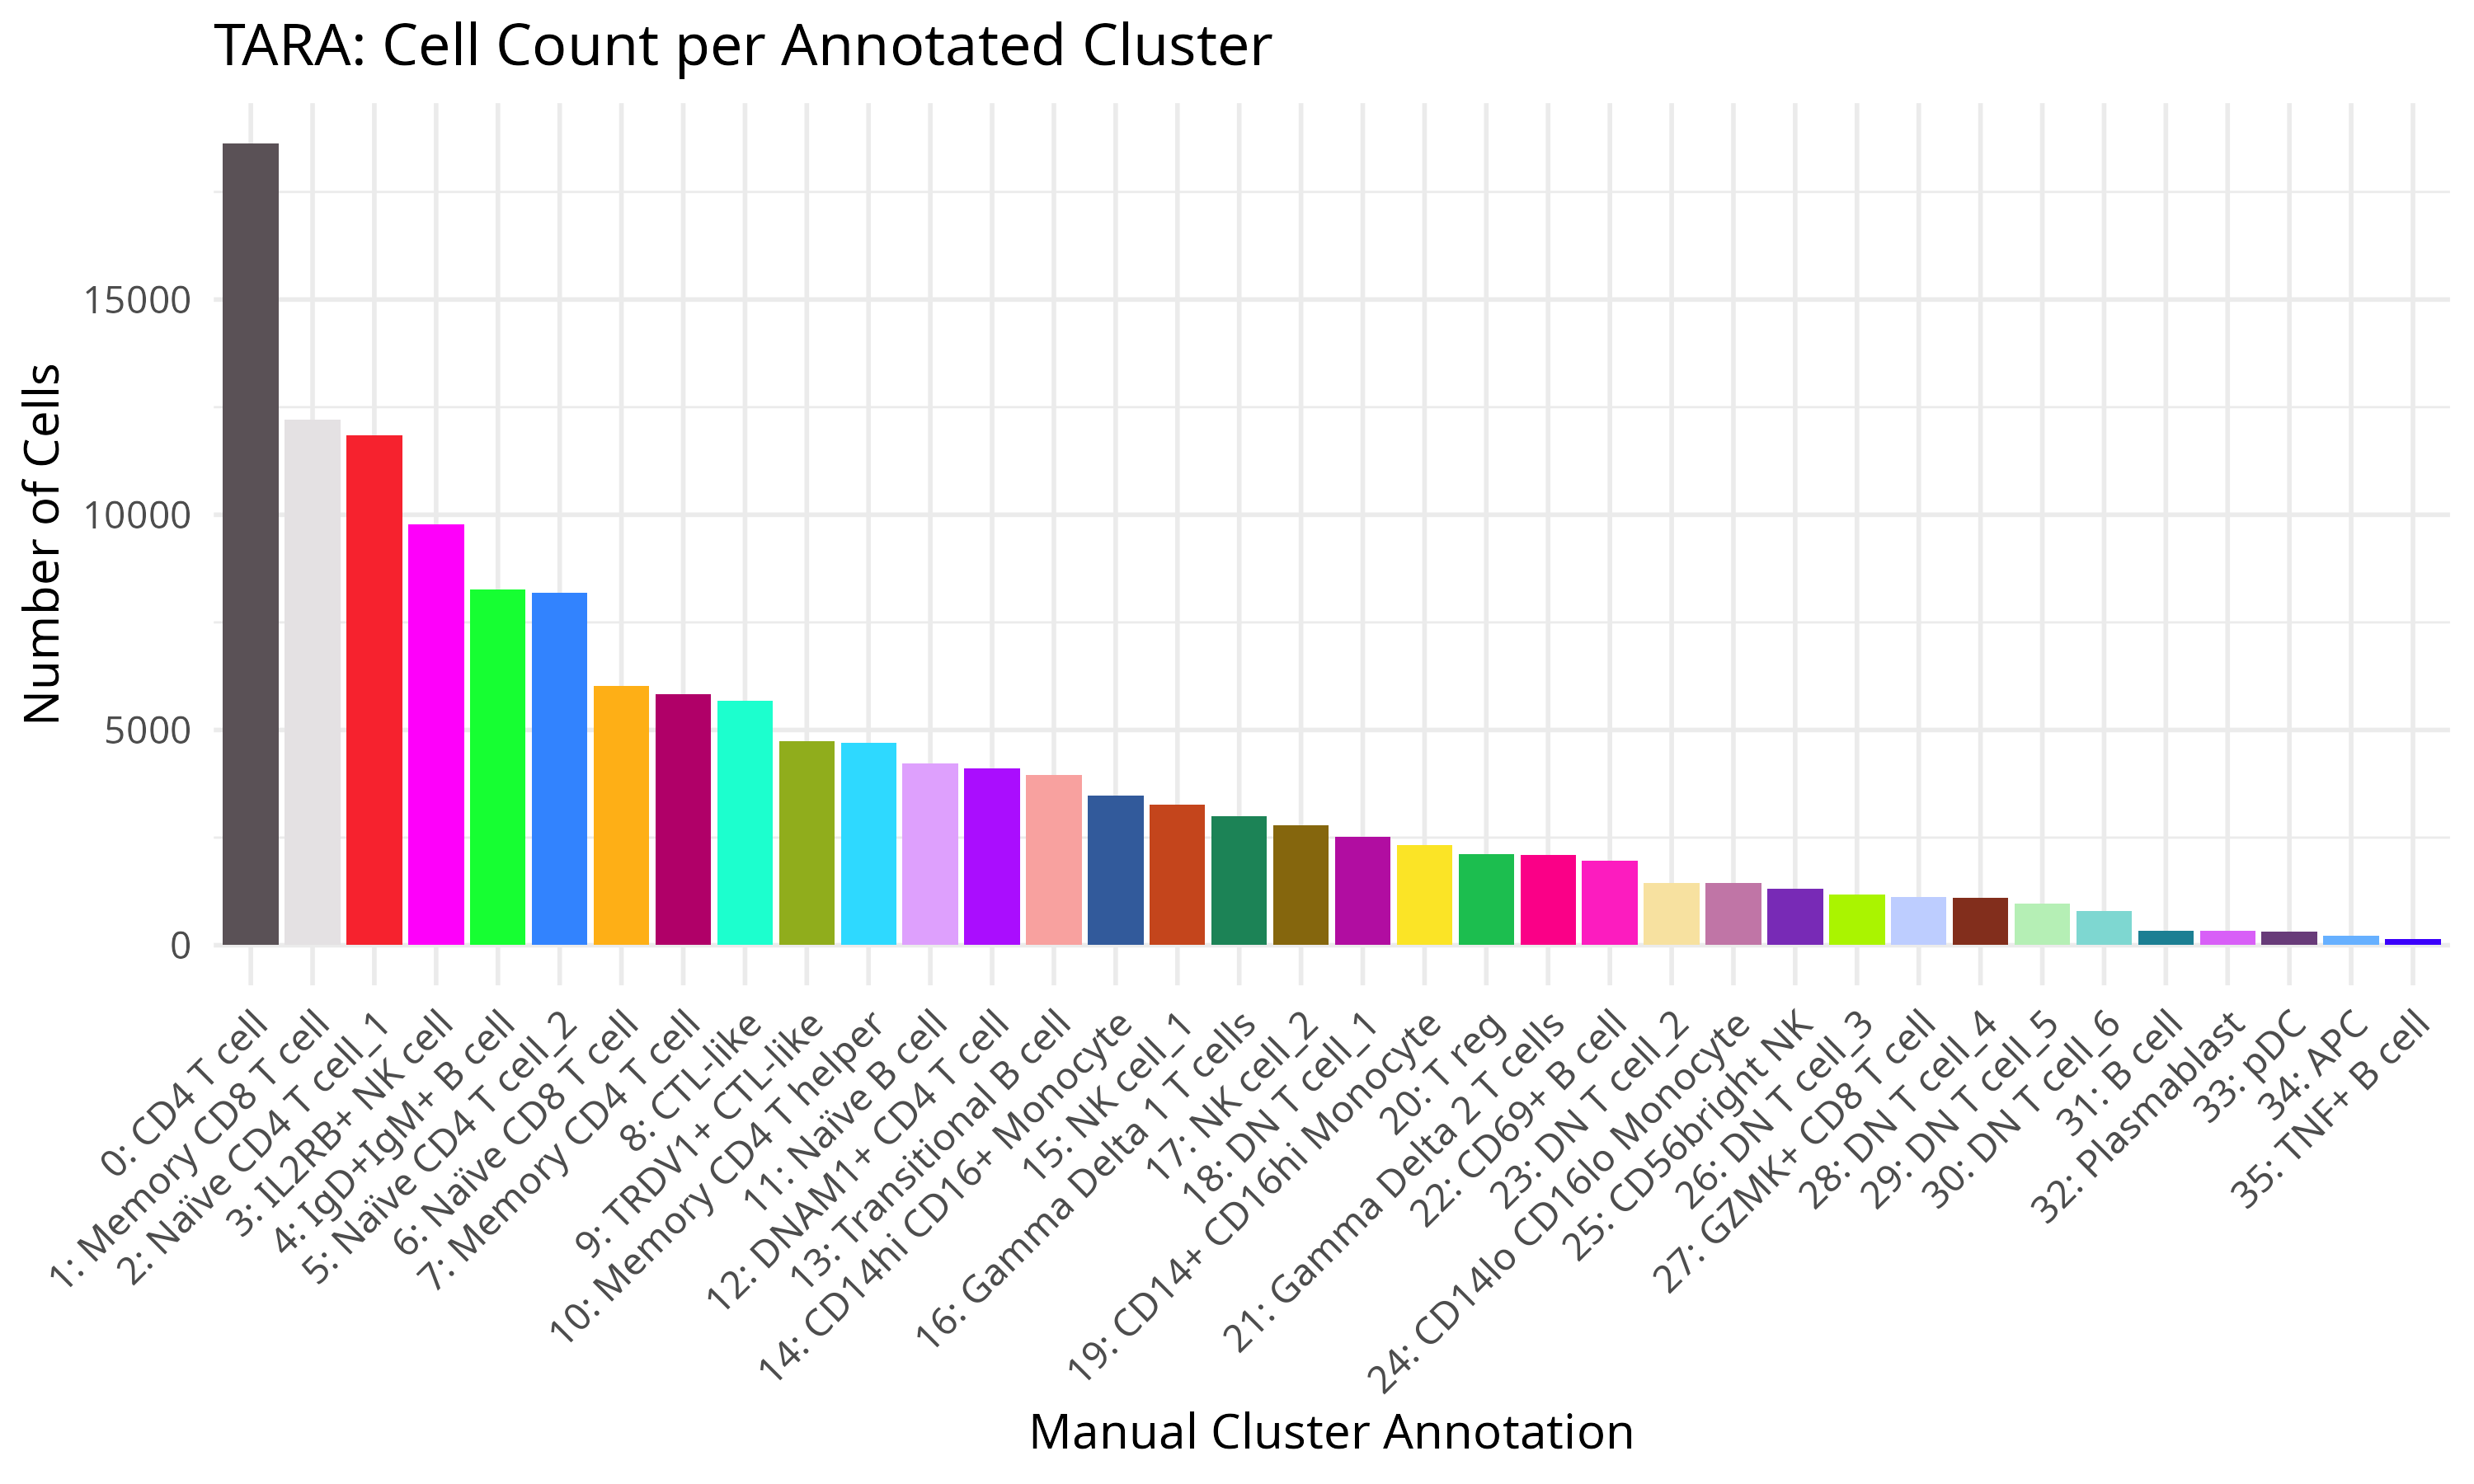 TARA: Cell Count per Annotated Cluster
Number of Cells
15000
10000
5000
0
0: CD4 T cell
1: Memory CD8 T cell
2: Naïve CD4 T cell_1
3: IL2RB+ NK cell
4: IgD+IgM+ B cell
5: Naïve CD4 T cell_2
6: Naïve CD8 T cell
7: Memory CD4 T cell
8: CTL-like
9: TRDV1+ CTL-like
10: Memory CD4 T helper
11: Naïve B cell
12: DNAM1+ CD4 T cell
13: Transitional B cell
14: CD14hi CD16+ Monocyte
15: NK cell_1
16: Gamma Delta 1 T cells
17: NK cell_2
18: DN T cell_1
19: CD14+ CD16hi Monocyte
20: T reg
21: Gamma Delta 2 T cells
22: CD69+ B cell
23: DN T cell_2
24: CD14lo CD16lo Monocyte
25: CD56bright NK
26: DN T cell_3
27: GZMK+ CD8 T cell
28: DN T cell_4
29: DN T cell_5
30: DN T cell_6
31: B cell
32: Plasmablast
33: pDC
34: APC
35: TNF+ B cell
Manual Cluster Annotation